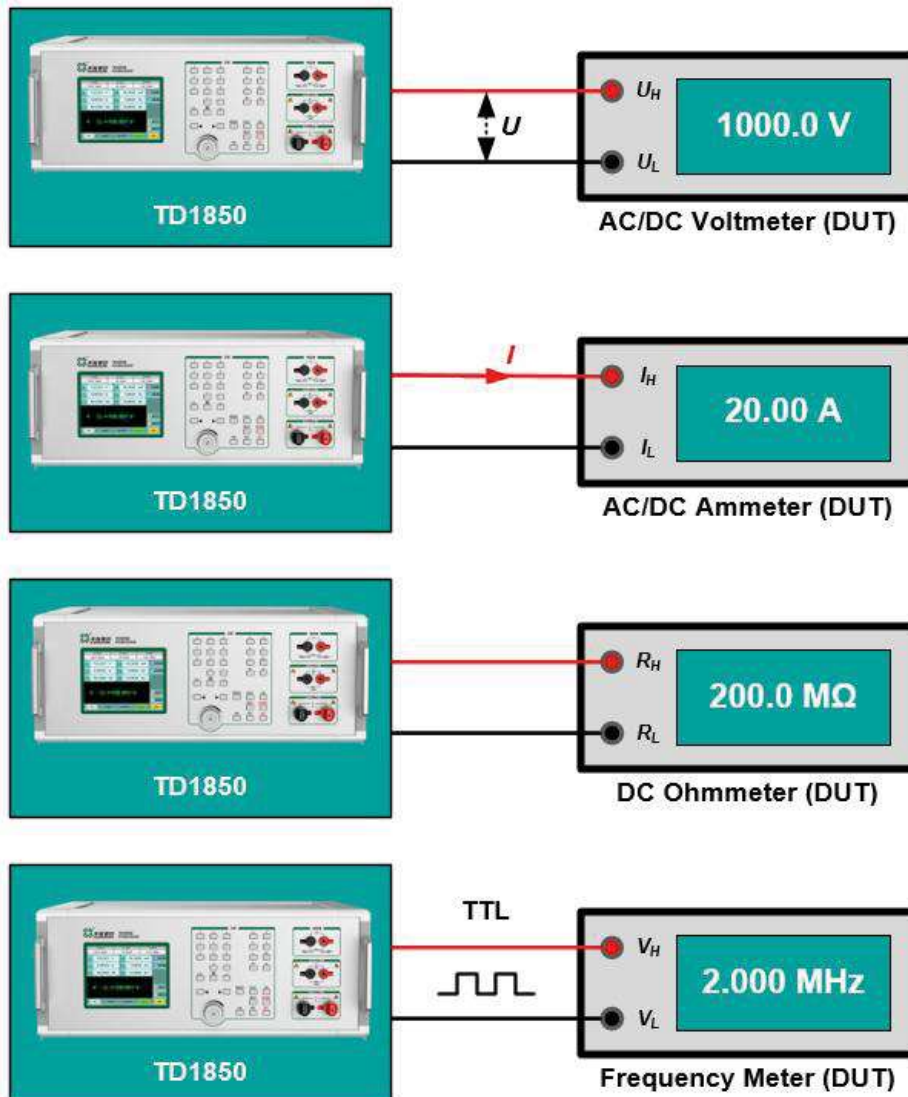 U
U_H
1000.0 V
U_L
TD1850
AC/DC Voltmeter (DUT)
I
I_H
20.00 A
I_L
TD1850
AC/DC Ammeter (DUT)
R_H
200.0 MΩ
R_L
TD1850
DC Ohmmeter (DUT)
TTL
V_H
2.000 MHz
V_L
TD1850
Frequency Meter (DUT)